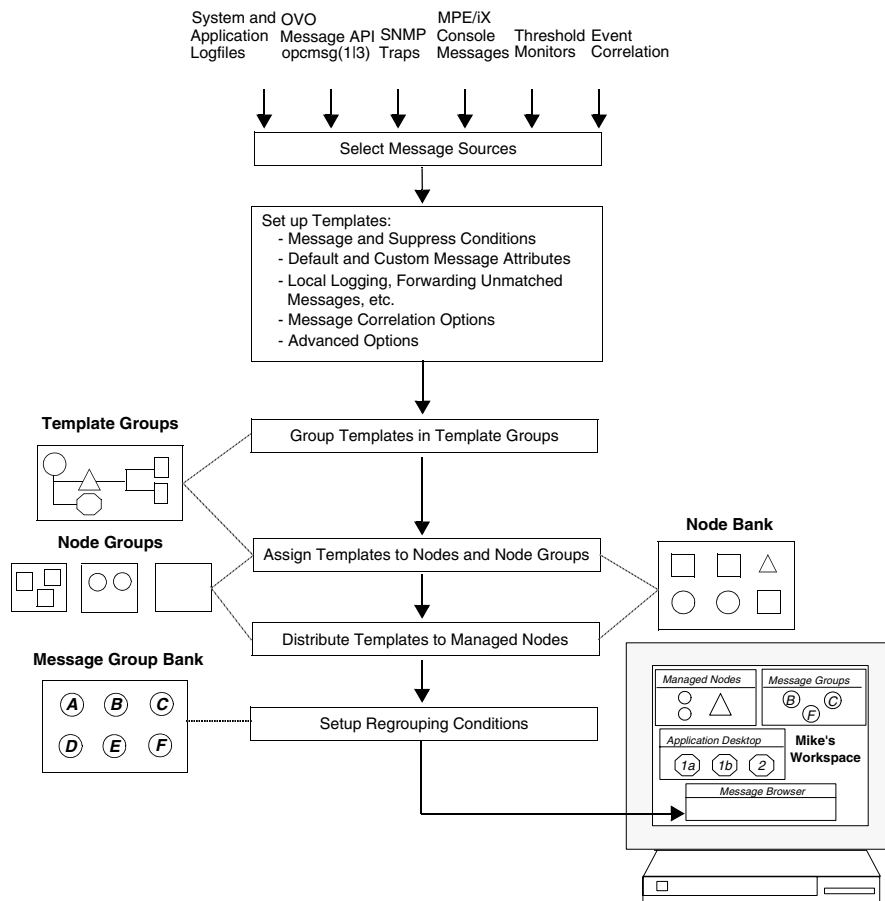 System and
Application
Logfiles
OVO
Message API
opcmsg(1|3)
SNMP
Traps
MPE/iX
Console
Messages
Threshold
Monitors
Event
Correlation
Select Message Sources
Set up Templates:
- Message and Suppress Conditions
- Default and Custom Message Attributes
- Local Logging, Forwarding Unmatched
Messages, etc.
- Message Correlation Options
- Advanced Options
Template Groups
Group Templates in Template Groups
Node Groups
Assign Templates to Nodes and Node Groups
Node Bank
Distribute Templates to Managed Nodes
Message Group Bank
A B C
D E F
Setup Regrouping Conditions
Managed Nodes
Message Groups
B C
F
Application Desktop
1a 1b 2
Mike's
Workspace
Message Browser